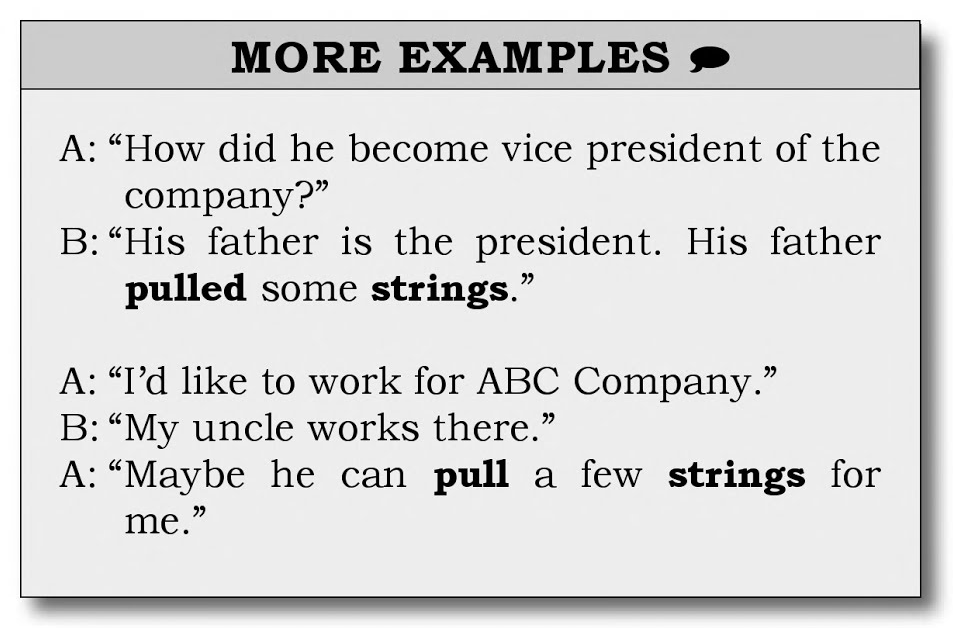 MORE EXAMPLES
A: “How did he become vice president of the
company?”
B: “His father is the president. His father
pulled some strings.”
A: “I’d like to work for ABC Company.”
B: “My uncle works there.”
A: “Maybe he can pull a few strings for
me.”